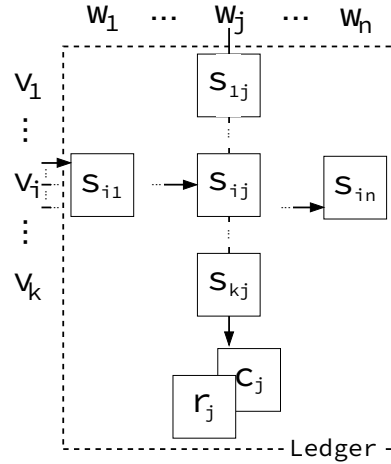 w₁ ... wⱼ ... wₙ
v₁
s₁ⱼ
...
vᵢ
sᵢ₁
sᵢⱼ
sᵢₙ
...
vₖ
sₖⱼ
cⱼ
rⱼ
Ledger